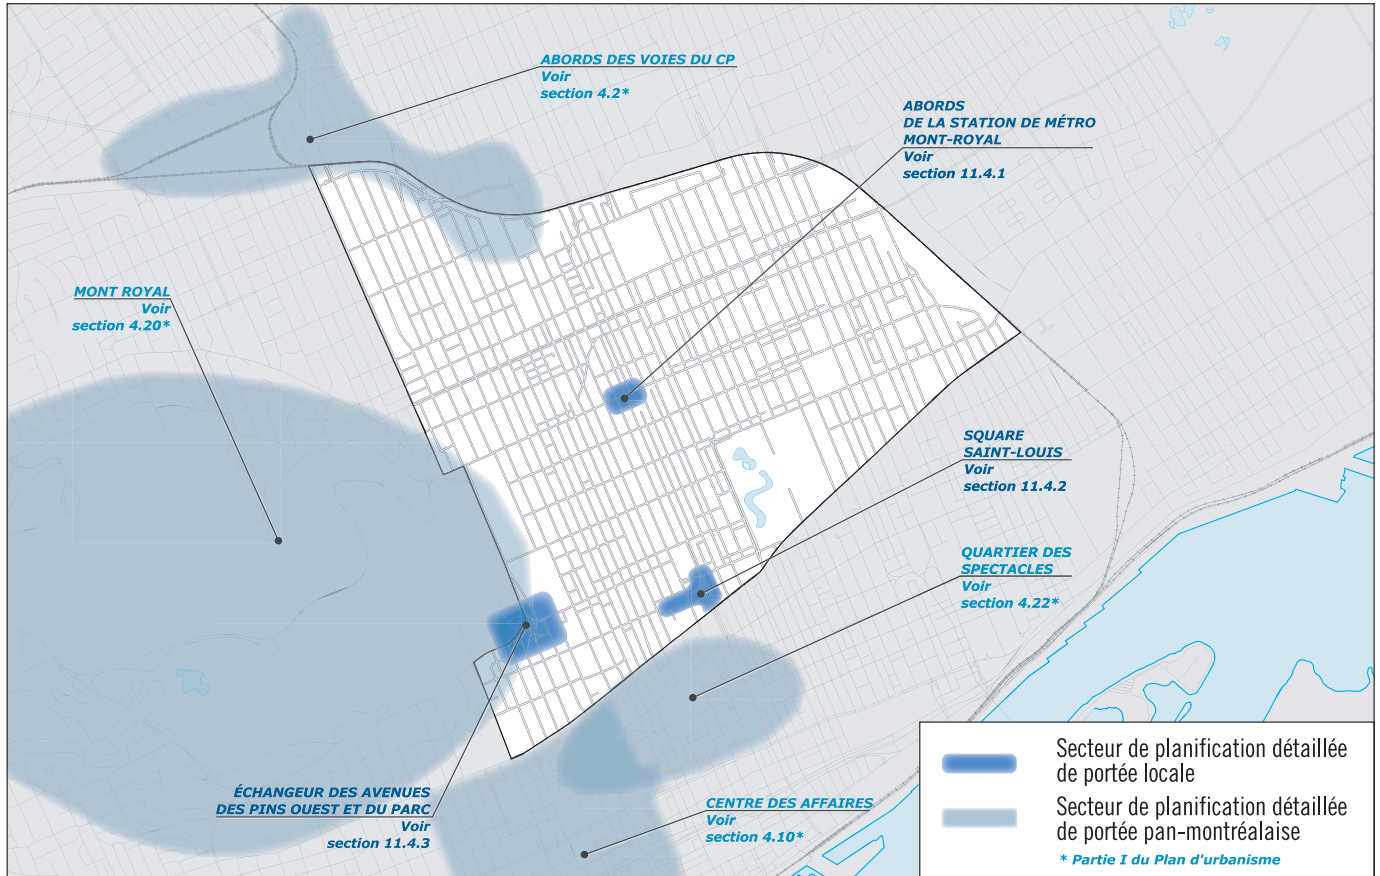 ABORDS DES VOIES DU CP
Voir
section 4.2*
ABORDS
DE LA STATION DE MÉTRO
MONT-ROYAL
Voir
section 11.4.1
MONT ROYAL
Voir
section 4.20*
SQUARE
SAINT-LOUIS
Voir
section 11.4.2
QUARTIER DES
SPECTACLES
Voir
section 4.22*
ÉCHANGEUR DES AVENUES
DES PINS OUEST ET DU PARC
Voir
section 11.4.3
CENTRE DES AFFAIRES
Voir
section 4.10*
Secteur de planification détaillée
de portée locale
Secteur de planification détaillée
de portée pan-montréalaise
* Partie I du Plan d'urbanisme